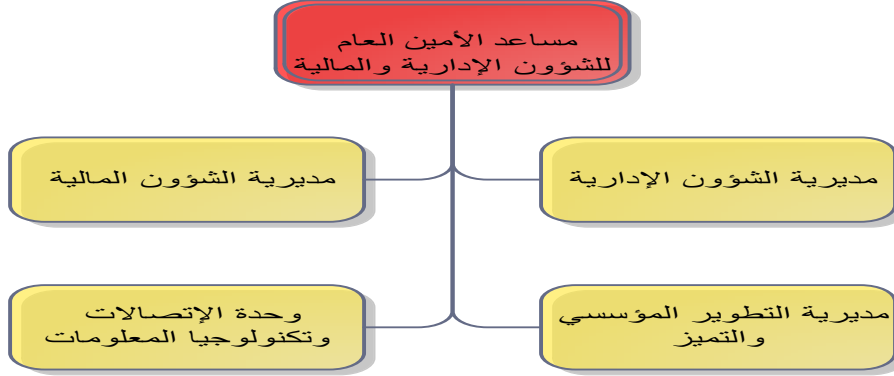 مساعد الأمين العام
للشؤون الإدارية والمالية
مديرية الشؤون الإدارية
مديرية الشؤون المالية
مديرية التطوير المؤسسي
والتميز
وحدة الإتصالات
وتكنولوجيا المعلومات